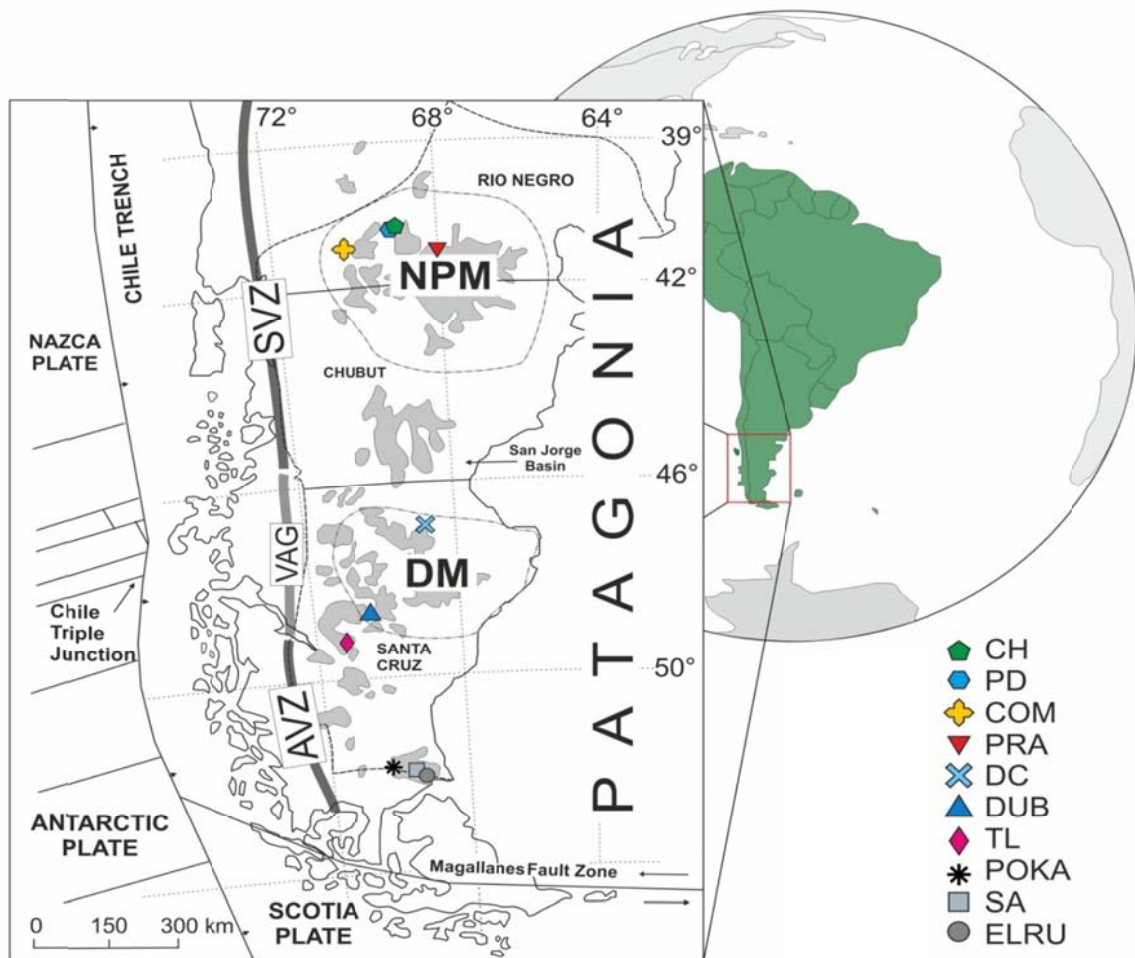 72°
68°
64°
39°
CHILE TRENCH
RIO NEGRO
NPM
42°
SVZ
NAZCA
PLATE
CHUBUT
PATAGONIA
San Jorge
Basin
46°
VAG
DM
Chile
Triple
Junction
SANTA
CRUZ
50°
AVZ
ANTARCTIC
PLATE
Magallanes Fault Zone
SCOTIA
PLATE
0 150 300 km
CH
PD
COM
PRA
DC
DUB
TL
POKA
SA
ELRU